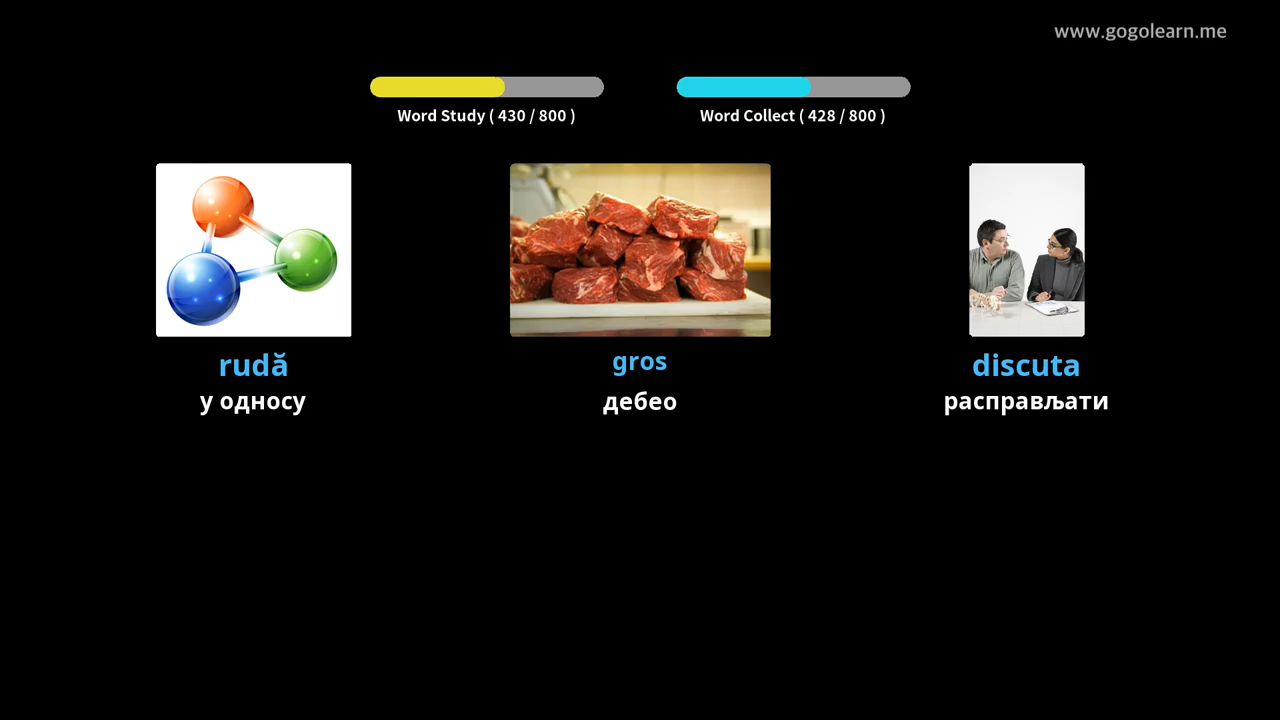 www.gogolearn.me
Word Study ( 430 / 800 )
Word Collect ( 428 / 800 )
rudă
gros
discuta
у односу
дебео
расправљати